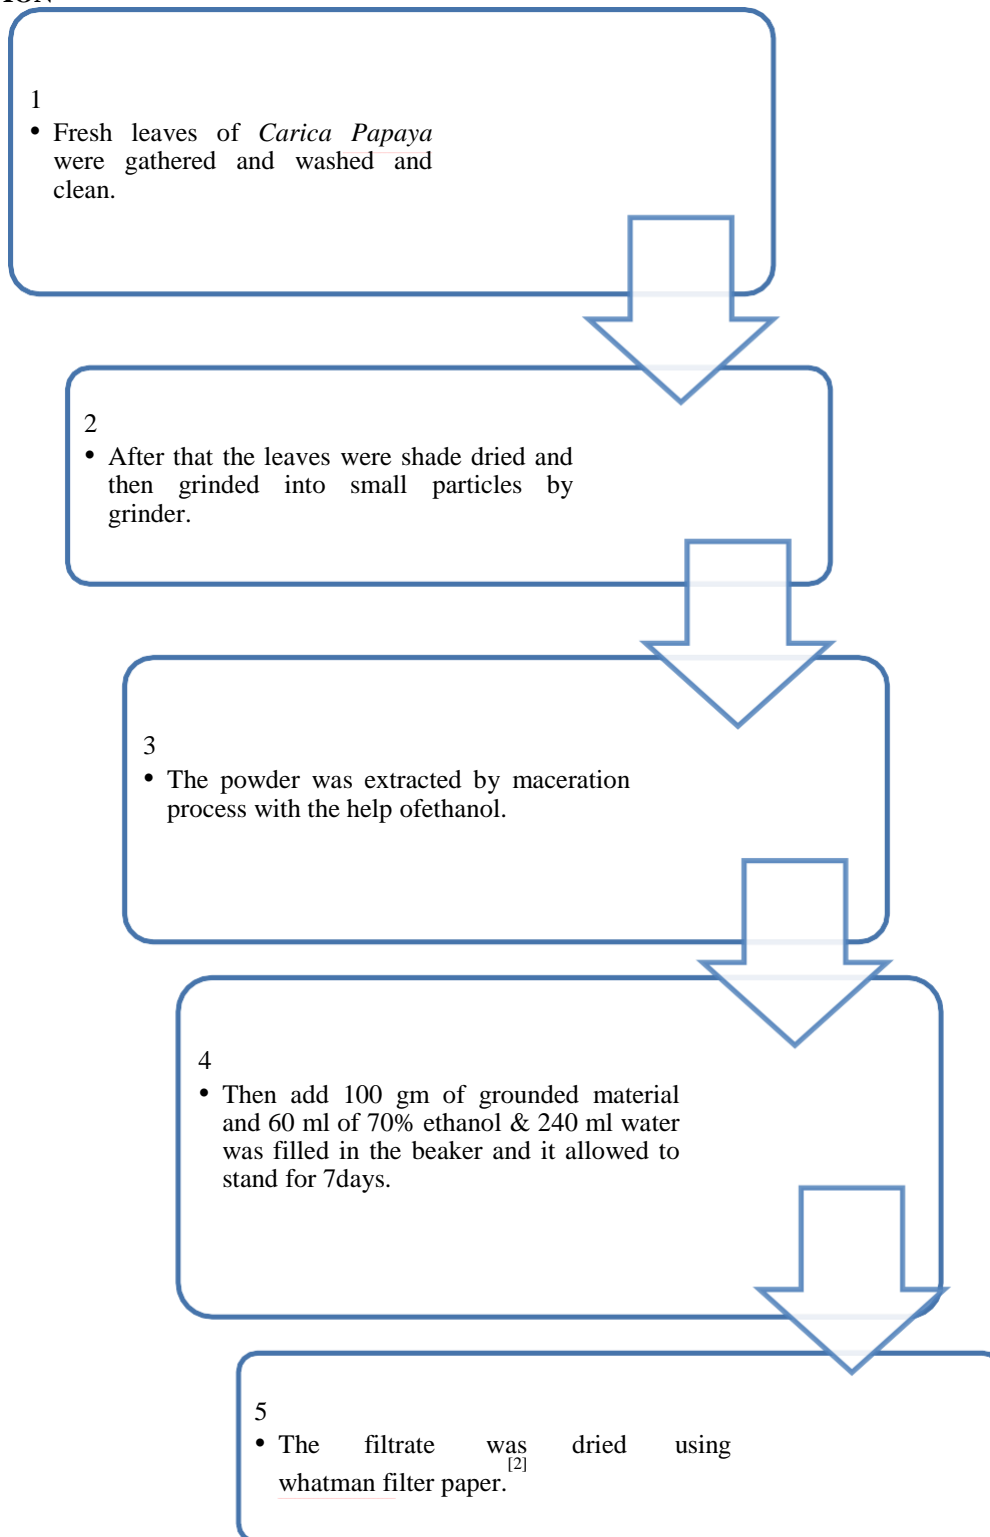 1
• Fresh leaves of Carica Papaya
were gathered and washed and
clean.
2
• After that the leaves were shade dried and
then grinded into small particles by
grinder.
3
• The powder was extracted by maceration
process with the help ofethanol.
4
• Then add 100 gm of grounded material
and 60 ml of 70% ethanol & 240 ml water
was filled in the beaker and it allowed to
stand for 7days.
5
• The filtrate was dried using
whatman filter paper.[2]